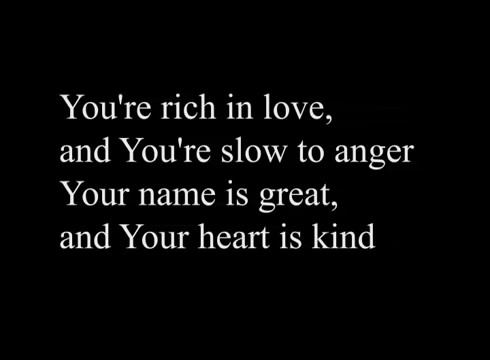 You're rich in love,
and You're slow to anger
Your name is great,
and Your heart is kind